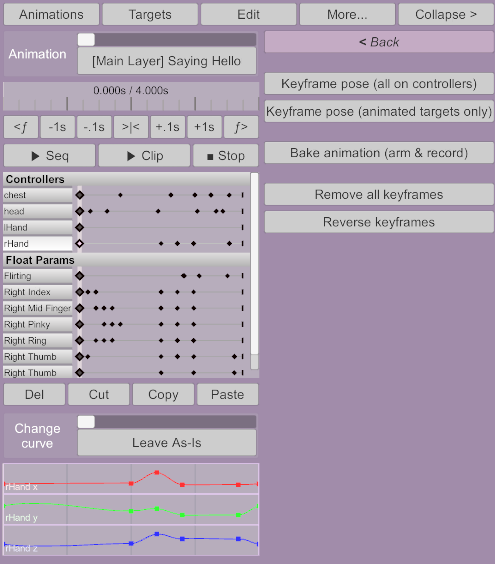 Animations
Targets
Edit
More...
Collapse >
Animation
[Main Layer] Saying Hello
< Back
0.000s / 4.000s
Keyframe pose (all on controllers)
Keyframe pose (animated targets only)
<ƒ
-1s
-.1s
>|<
+.1s
+1s
ƒ>
▶ Seq
▶ Clip
■ Stop
Bake animation (arm & record)
Remove all keyframes
Reverse keyframes
Controllers
chest
head
lHand
rHand
Float Params
Flirting
Right Index
Right Mid Finger
Right Pinky
Right Ring
Right Thumb
Right Thumb
Del
Cut
Copy
Paste
Change
curve
Leave As-Is
rHand x
rHand y
rHand z